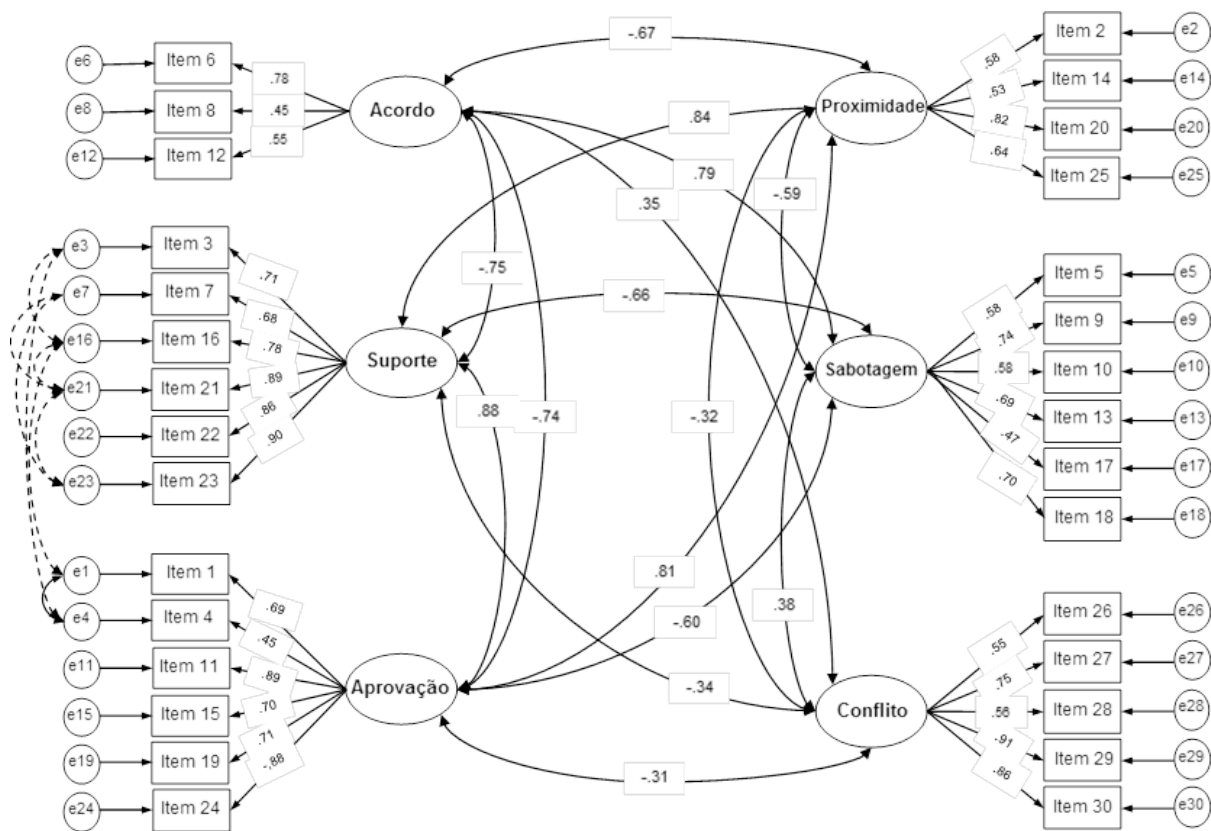 e6
Item 6
.78
e8
Item 8
.45
e12
Item 12
.55
Acordo
-.67
Proximidade
.58
Item 2
e2
.53
Item 14
e14
.82
Item 20
e20
.64
Item 25
e25
.84
.79
.35
-.59
-.75
-.66
e3
Item 3
.71
e7
Item 7
.68
e16
Item 16
.78
e21
Item 21
.89
e22
Item 22
.86
e23
Item 23
.90
Suporte
Sabotagem
.58
Item 5
e5
.74
Item 9
e9
.58
Item 10
e10
.69
Item 13
e13
.47
Item 17
e17
.70
Item 18
e18
.88
-.74
-.32
.81
.38
-.60
-.34
-.31
e1
Item 1
.69
e4
Item 4
.45
e11
Item 11
.89
e15
Item 15
.70
e19
Item 19
.71
e24
Item 24
-,88
Aprovação
Conflito
.55
Item 26
e26
.75
Item 27
e27
.56
Item 28
e28
.91
Item 29
e29
.86
Item 30
e30